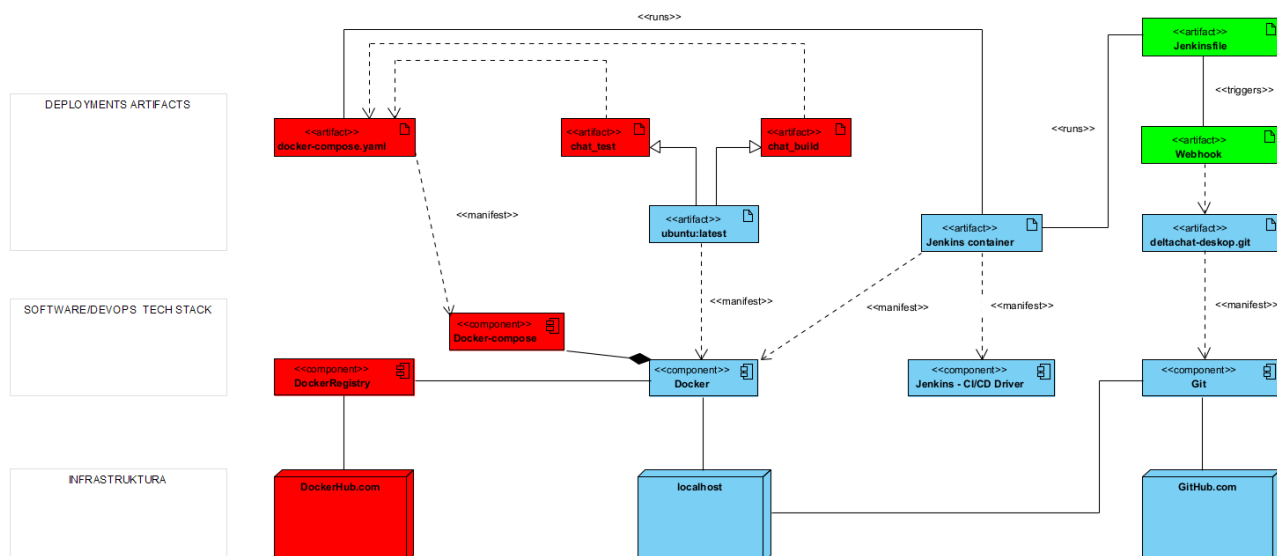 <<runs>>
<<artifact>>
Jenkinsfile
<<triggers>>
DEPLOYMENTS ARTIFACTS
<<artifact>>
docker-compose.yaml
<<artifact>>
chat_test
<<artifact>>
chat_build
<<runs>>
<<artifact>>
Webhook
<<manifest>>
<<artifact>>
ubuntu:latest
<<artifact>>
Jenkins container
<<artifact>>
deltachat-deskop.git
SOFTWARE/DEVOPS TECH STACK
<<manifest>>
<<manifest>>
<<manifest>>
<<manifest>>
<<component>>
Docker-compose
<<component>>
DockerRegistry
<<component>>
Docker
<<component>>
Jenkins - CI/CD Driver
<<component>>
Git
INFRASTRUKTURA
DockerHub.com
localhost
GitHub.com